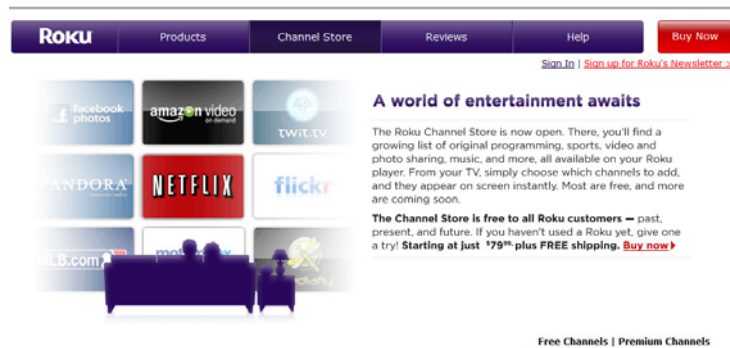 Roku Products Channel Store Reviews Help Buy Now
Sign In | Sign up for Roku's Newsletter
facebook photos
amazon video on demand
TWiT.TV
PANDORA
NETFLIX
flickr
MLB.com
A world of entertainment awaits
The Roku Channel Store is now open. There, you'll find a
growing list of original programming, sports, video and
photo sharing, music, and more, all available on your Roku
player. From your TV, simply choose which channels to add,
and they appear on screen instantly. Most are free, and more
are coming soon.
The Channel Store is free to all Roku customers — past,
present, and future. If you haven't used a Roku yet, give one
a try! Starting at just $79.99 plus FREE shipping. Buy now
Free Channels | Premium Channels